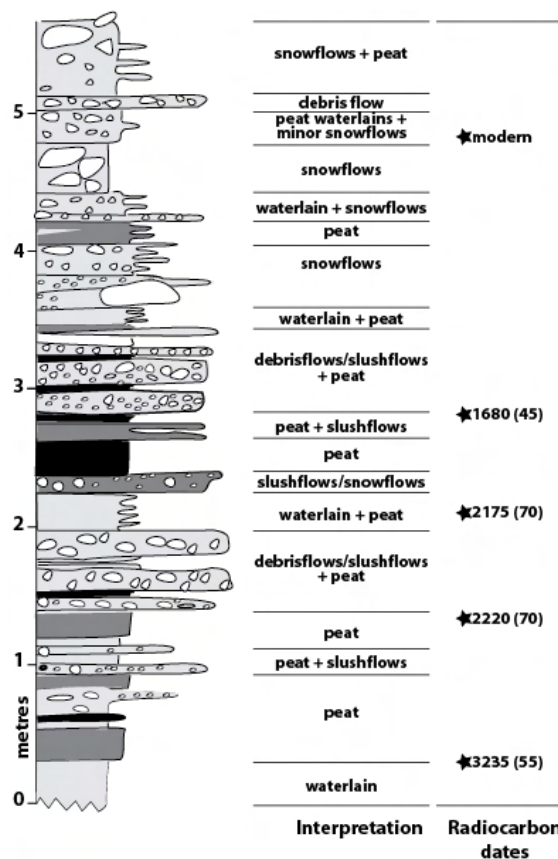 snowflows + peat
5
debris flow
peat waterlains +
minor snowflows
modern
snowflows
waterlain + snowflows
peat
4
snowflows
waterlain + peat
debrisflows/slushflows
+ peat
3
1680 (45)
peat + slushflows
peat
slushflows/snowflows
2175 (70)
waterlain + peat
2
debrisflows/slushflows
+ peat
2220 (70)
peat
1
peat + slushflows
metres
peat
3235 (55)
waterlain
0
Interpretation
Radiocarbon
dates